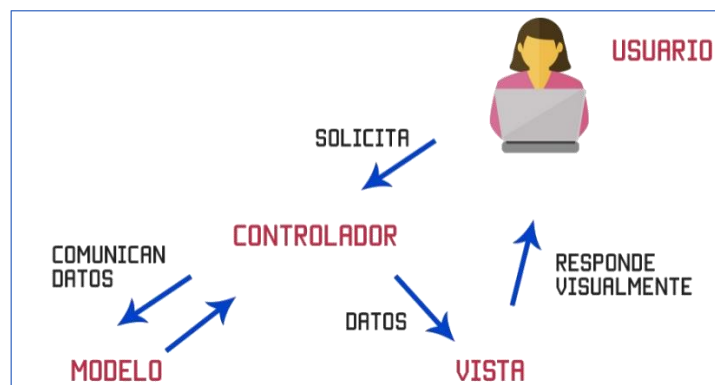 USUARIO
SOLICITA
CONTROLADOR
COMUNICAN
DATOS
RESPONDE
VISUALMENTE
DATOS
MODELO
VISTA